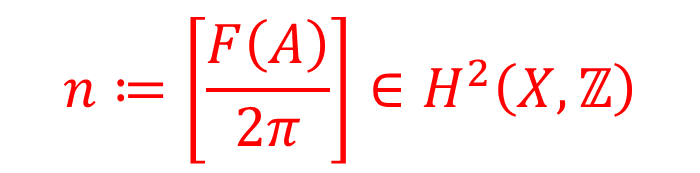 n ≔ [F(A)/2π] ∈ H²(X, ℤ)